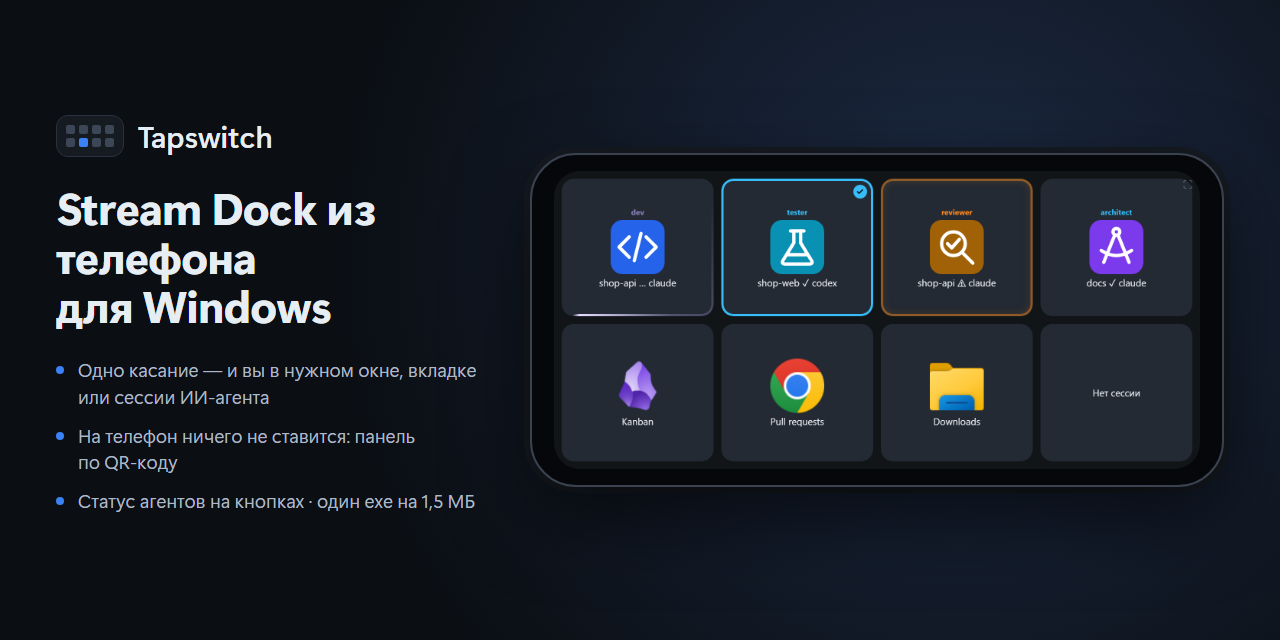 Tapswitch
Stream Dock из
телефона
для Windows
Одно касание — и вы в нужном окне, вкладке
или сессии ИИ-агента
На телефон ничего не ставится: панель
по QR-коду
Статус агентов на кнопках · один exe на 1,5 МБ
dev
shop-api ... claude
tester
shop-web ✓ codex
reviewer
shop-api ⚠ claude
architect
docs ✓ claude
Kanban
Pull requests
Downloads
Нет сессии